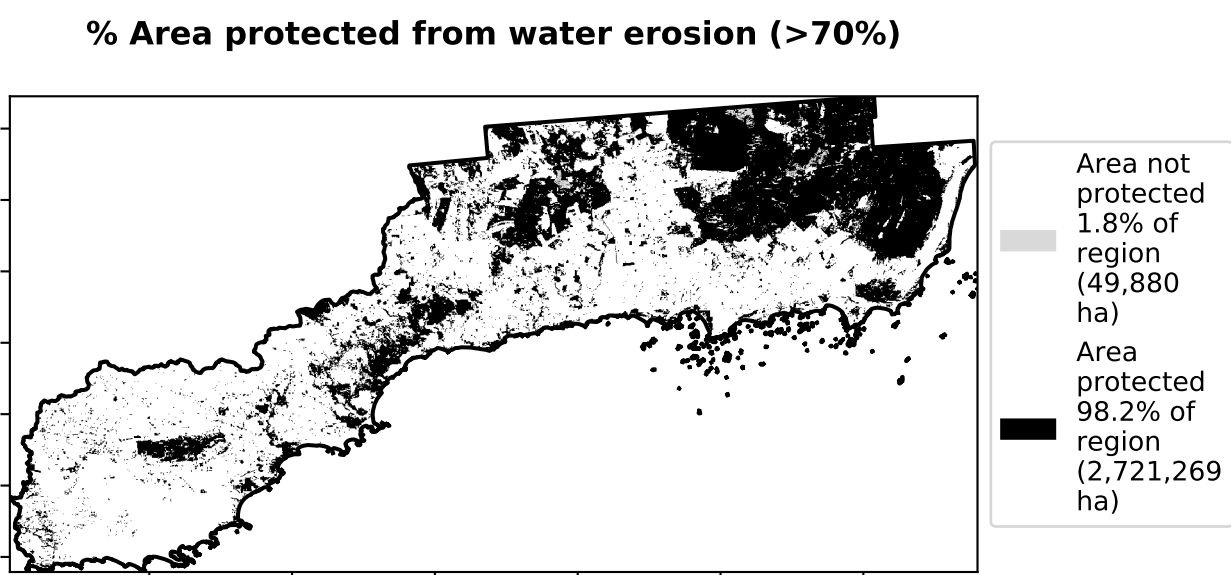 % Area protected from water erosion (>70%)
Area not
protected
1.8% of
region
(49,880
ha)
Area
protected
98.2% of
region
(2,721,269
ha)